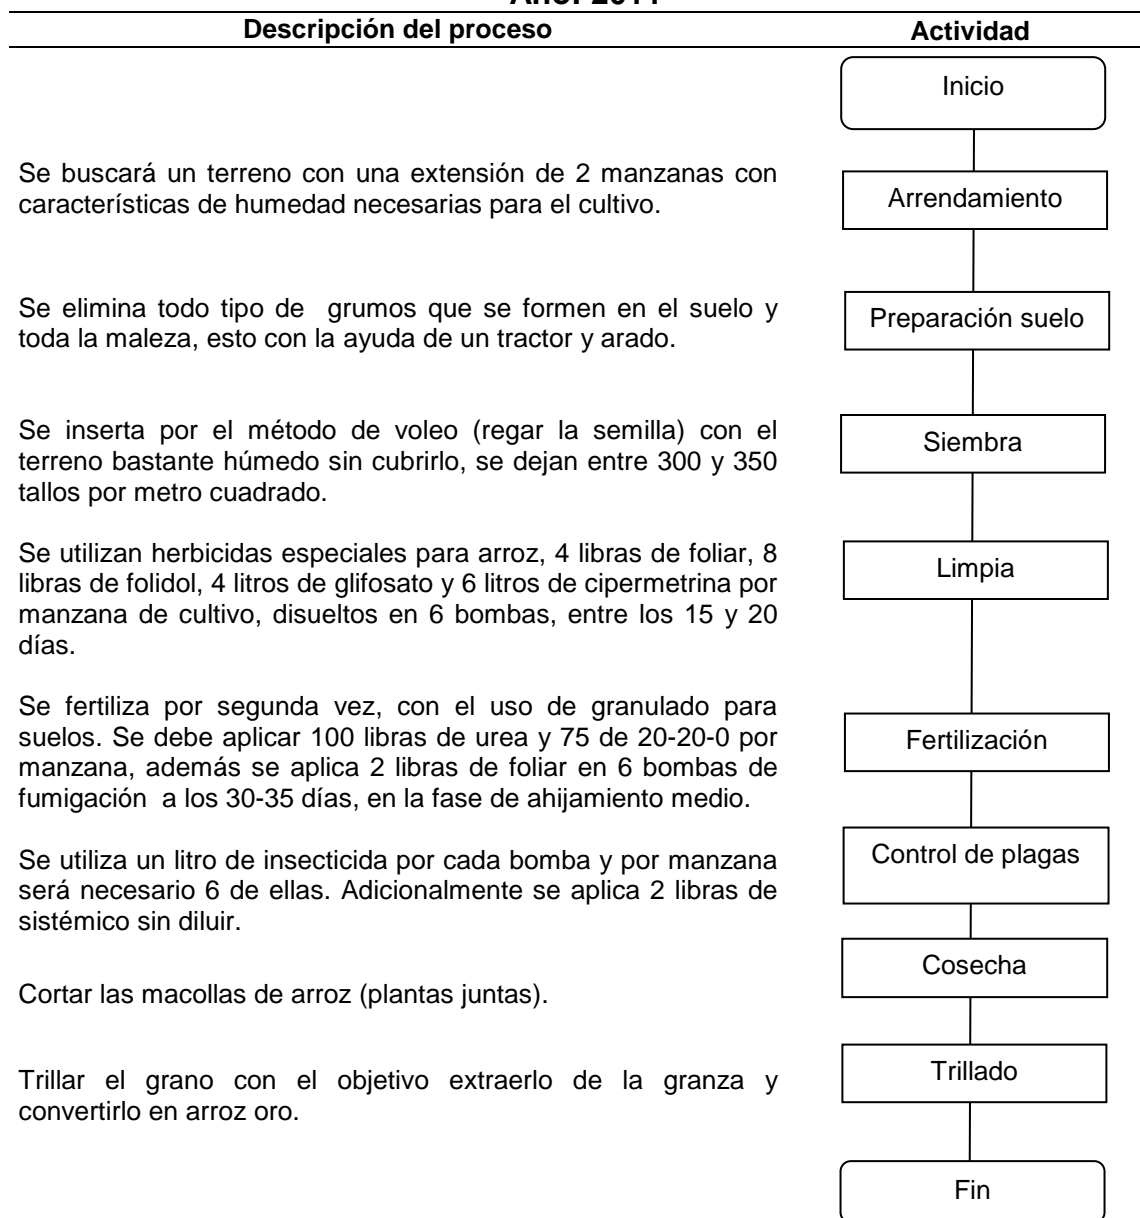 Descripción del proceso Actividad
Inicio
Se buscará un terreno con una extensión de 2 manzanas con
características de humedad necesarias para el cultivo.
Arrendamiento
Se elimina todo tipo de grumos que se formen en el suelo y
toda la maleza, esto con la ayuda de un tractor y arado.
Preparación suelo
Se inserta por el método de voleo (regar la semilla) con el
terreno bastante húmedo sin cubrirlo, se dejan entre 300 y 350
tallos por metro cuadrado.
Siembra
Se utilizan herbicidas especiales para arroz, 4 libras de foliar, 8
libras de folidol, 4 litros de glifosato y 6 litros de cipermetrina por
manzana de cultivo, disueltos en 6 bombas, entre los 15 y 20
días.
Limpia
Se fertiliza por segunda vez, con el uso de granulado para
suelos. Se debe aplicar 100 libras de urea y 75 de 20-20-0 por
manzana, además se aplica 2 libras de foliar en 6 bombas de
fumigación a los 30-35 días, en la fase de ahijamiento medio.
Fertilización
Se utiliza un litro de insecticida por cada bomba y por manzana
será necesario 6 de ellas. Adicionalmente se aplica 2 libras de
sistémico sin diluir.
Control de plagas
Cosecha
Cortar las macollas de arroz (plantas juntas).
Trillar el grano con el objetivo extraerlo de la granza y
convertirlo en arroz oro.
Trillado
Fin